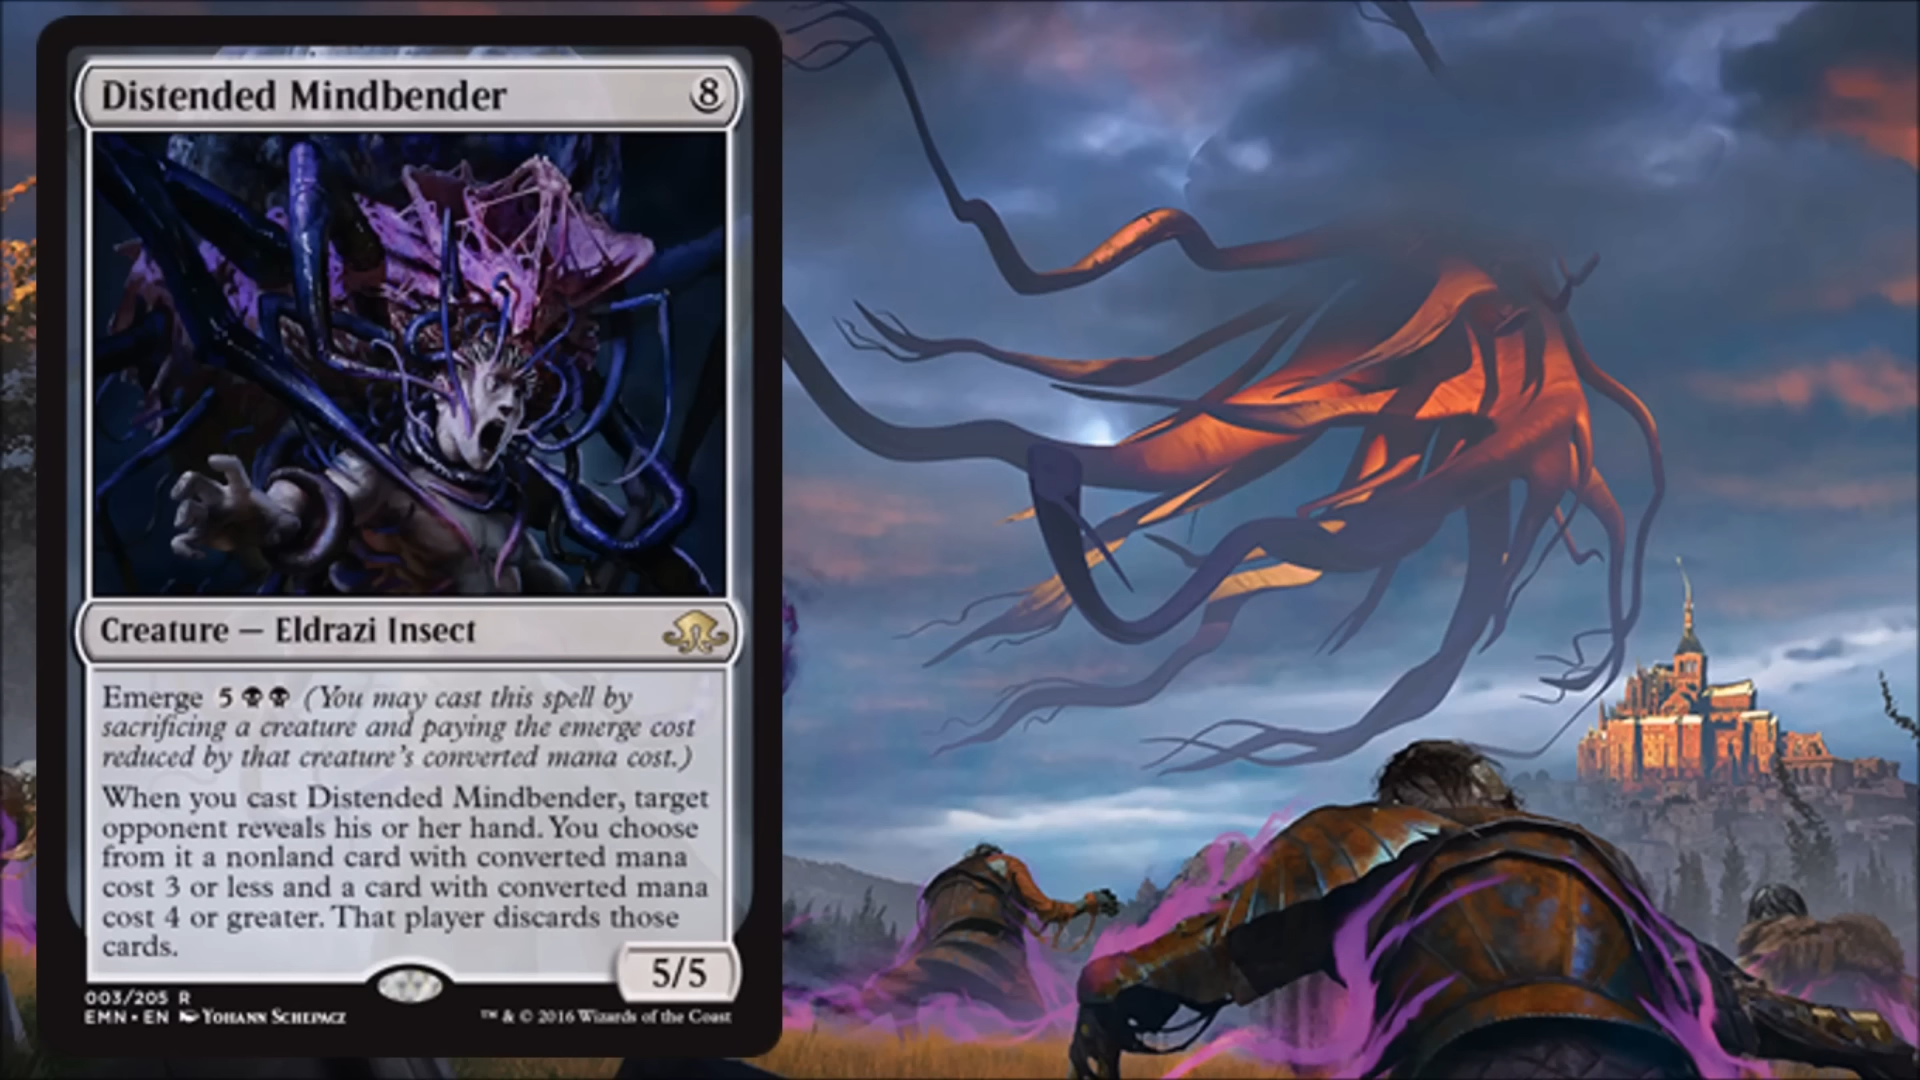 Distended Mindbender 8
Creature — Eldrazi Insect
Emerge 5 (You may cast this spell by
sacrificing a creature and paying the emerge cost
reduced by that creature's converted mana cost.)
When you cast Distended Mindbender, target
opponent reveals his or her hand. You choose
from it a nonland card with converted mana
cost 3 or less and a card with converted mana
cost 4 or greater. That player discards those
cards.
5/5
003/205 R
EMN • EN Yohann Schepacz
™ & © 2016 Wizards of the Coast